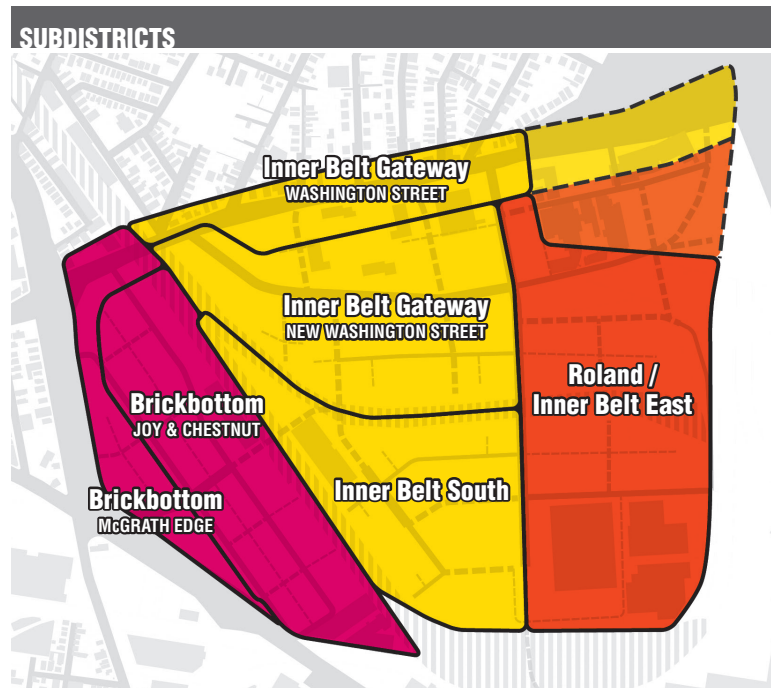 SUBDISTRICTS
Inner Belt Gateway
WASHINGTON STREET
Inner Belt Gateway
NEW WASHINGTON STREET
Roland /
Inner Belt East
Brickbottom
JOY & CHESTNUT
Inner Belt South
Brickbottom
McGRATH EDGE